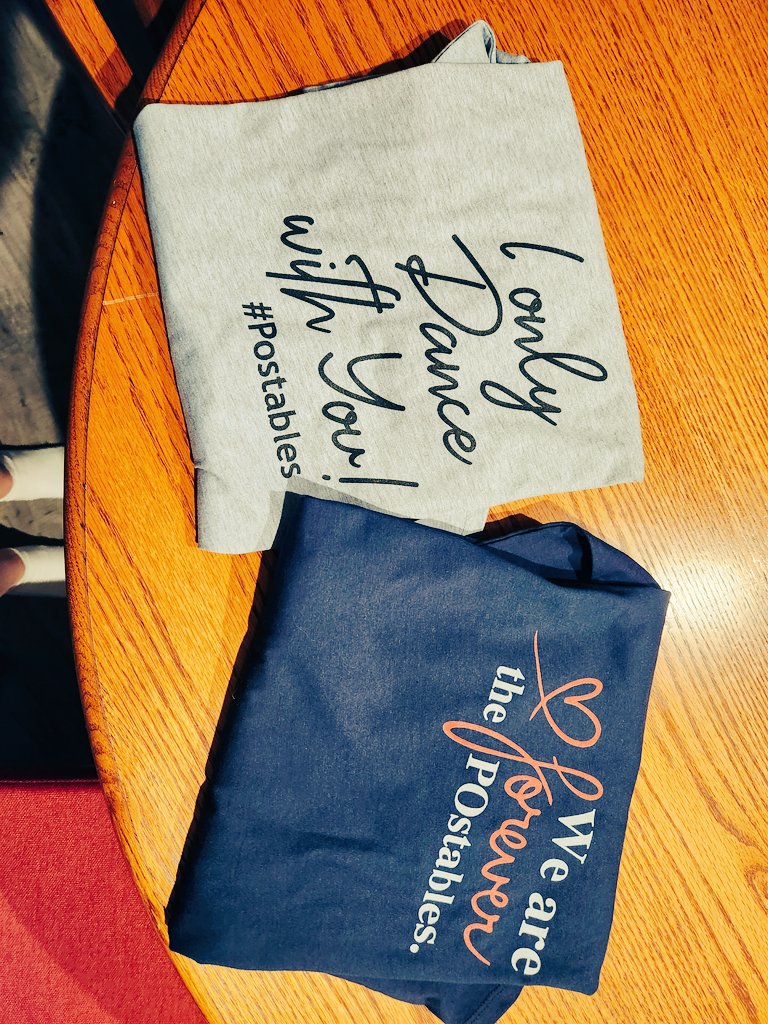 I only
Dance
with You!
#Postables
We are
forever
the POstables.